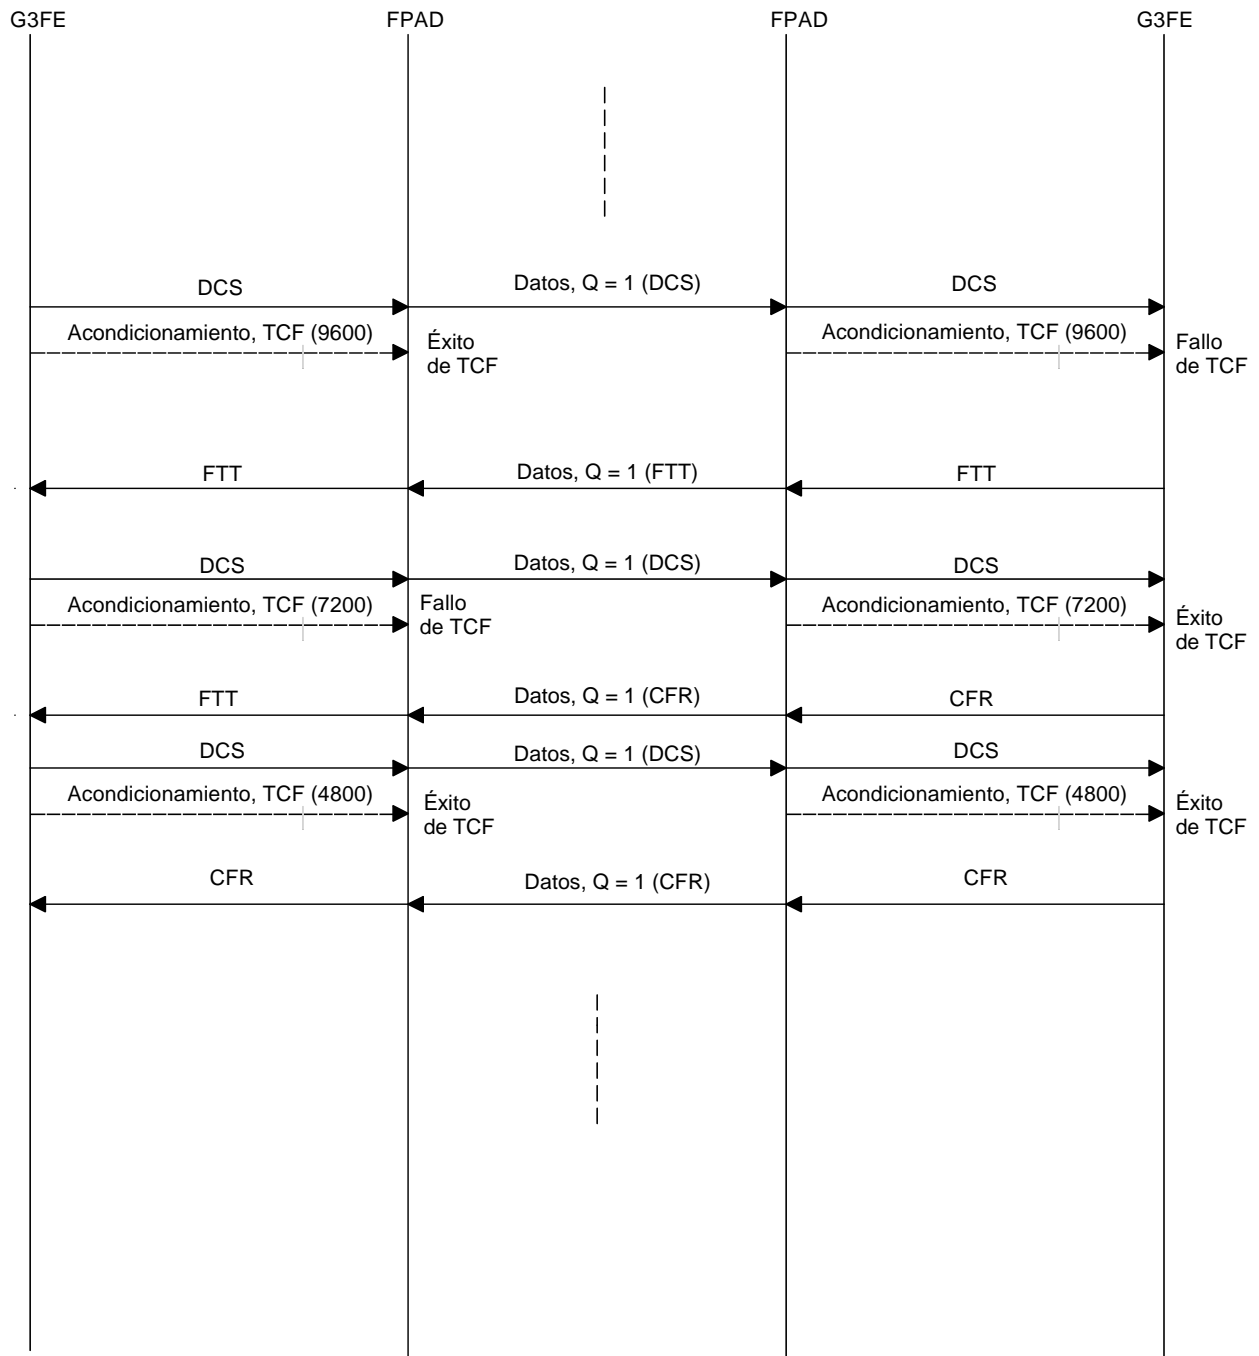 G3FE
FPAD
FPAD
G3FE
DCS
Datos, Q = 1 (DCS)
DCS
Acondicionamiento, TCF (9600)
Éxito
de TCF
Acondicionamiento, TCF (9600)
Fallo
de TCF
FTT
Datos, Q = 1 (FTT)
FTT
DCS
Datos, Q = 1 (DCS)
DCS
Acondicionamiento, TCF (7200)
Fallo
de TCF
Acondicionamiento, TCF (7200)
Éxito
de TCF
FTT
Datos, Q = 1 (CFR)
CFR
DCS
Datos, Q = 1 (DCS)
DCS
Acondicionamiento, TCF (4800)
Éxito
de TCF
Acondicionamiento, TCF (4800)
Éxito
de TCF
CFR
Datos, Q = 1 (CFR)
CFR